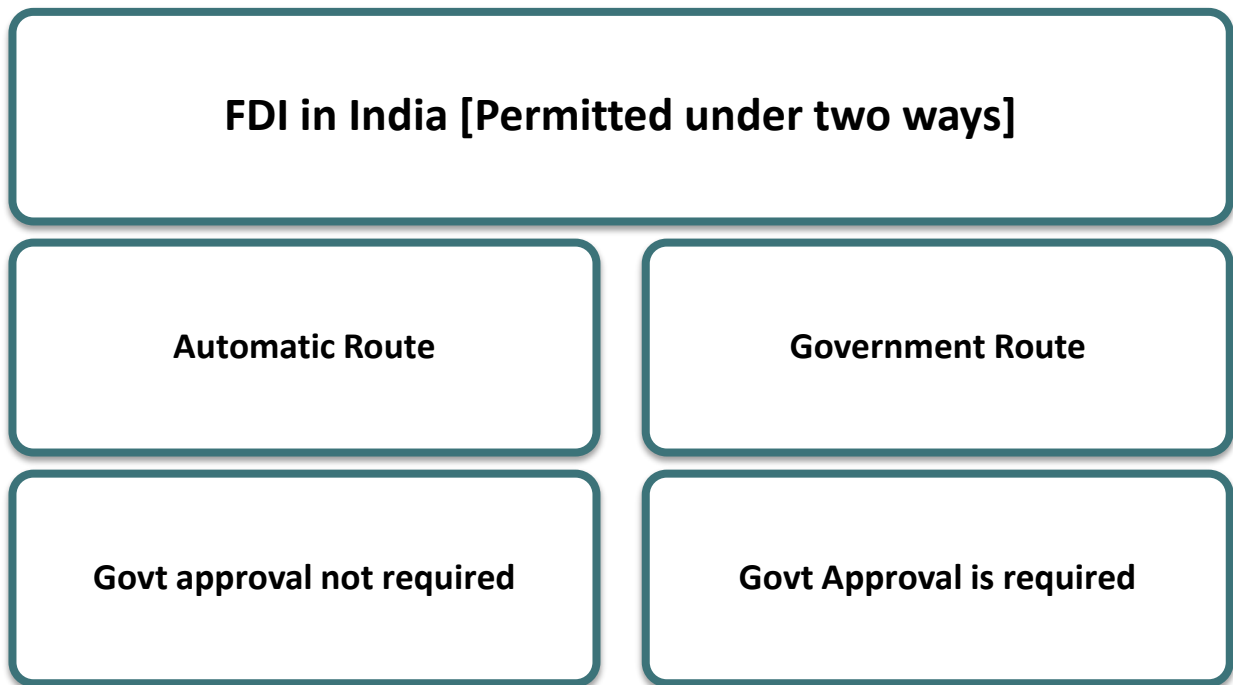 FDI in India [Permitted under two ways]
Automatic Route
Government Route
Govt approval not required
Govt Approval is required